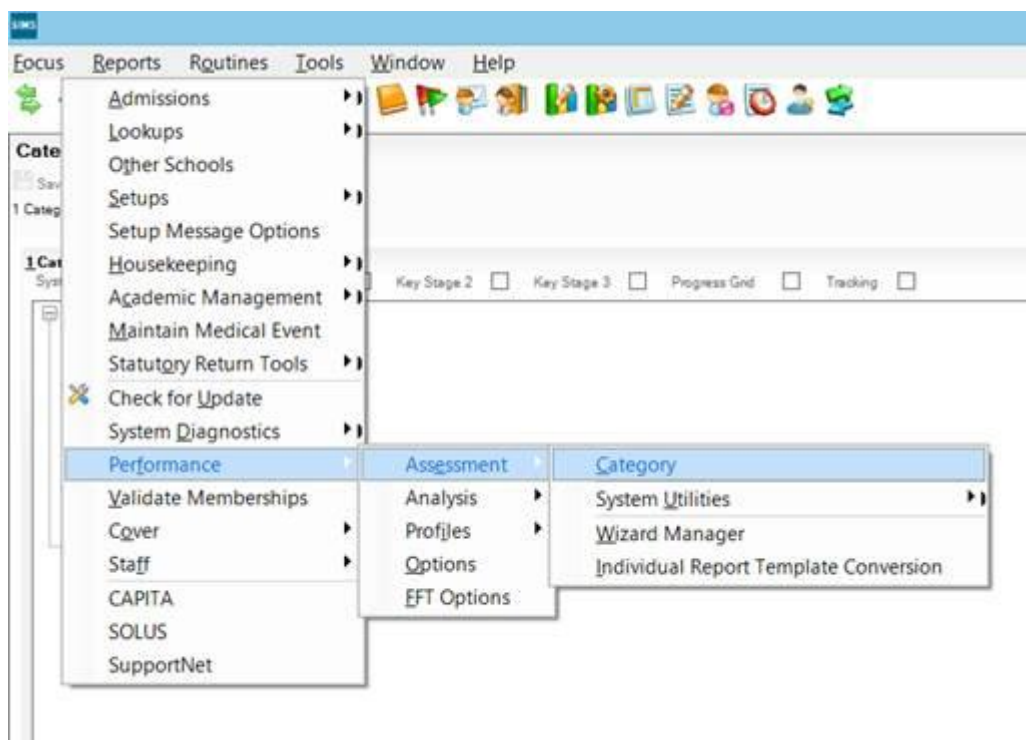 SIMS
Focus Reports Routines Tools Window Help
Admissions
Lookups
Cate
Other Schools
Sav
Setups
1 Categ
Setup Message Options
1 Cat
Housekeeping
Syst
Key Stage 2 Key Stage 3 Progress Grid Tracking
Academic Management
Maintain Medical Event
Statutory Return Tools
Check for Update
System Diagnostics
Performance Assessment Category
Validate Memberships Analysis System Utilities
Cover Profiles Wizard Manager
Staff Options Individual Report Template Conversion
CAPITA FFT Options
SOLUS
SupportNet